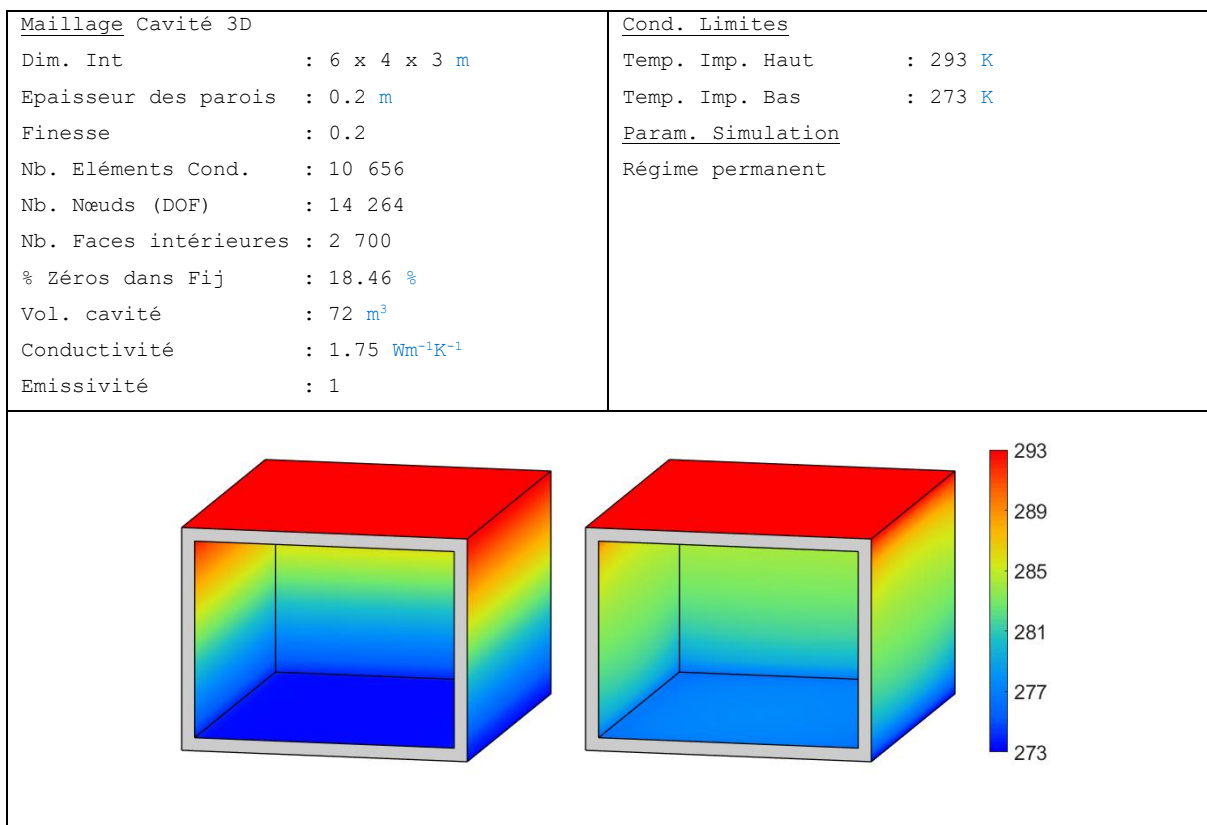 Maillage Cavité 3D
Dim. Int : 6 x 4 x 3 m
Epaisseur des parois : 0.2 m
Finesse : 0.2
Nb. Eléments Cond. : 10 656
Nb. Nœuds (DOF) : 14 264
Nb. Faces intérieures : 2 700
% Zéros dans Fij : 18.46 %
Vol. cavité : 72 m³
Conductivité : 1.75 Wm⁻¹K⁻¹
Emissivité : 1
Cond. Limites
Temp. Imp. Haut : 293 K
Temp. Imp. Bas : 273 K
Param. Simulation
Régime permanent
293
289
285
281
277
273